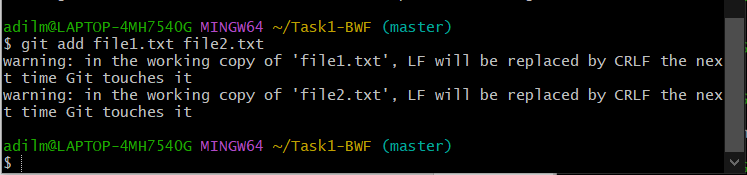 adilm@LAPTOP-4MH754OG MINGW64 ~/Task1-BWF (master)
$ git add file1.txt file2.txt
warning: in the working copy of 'file1.txt', LF will be replaced by CRLF the nex
t time Git touches it
warning: in the working copy of 'file2.txt', LF will be replaced by CRLF the nex
t time Git touches it
adilm@LAPTOP-4MH754OG MINGW64 ~/Task1-BWF (master)
$